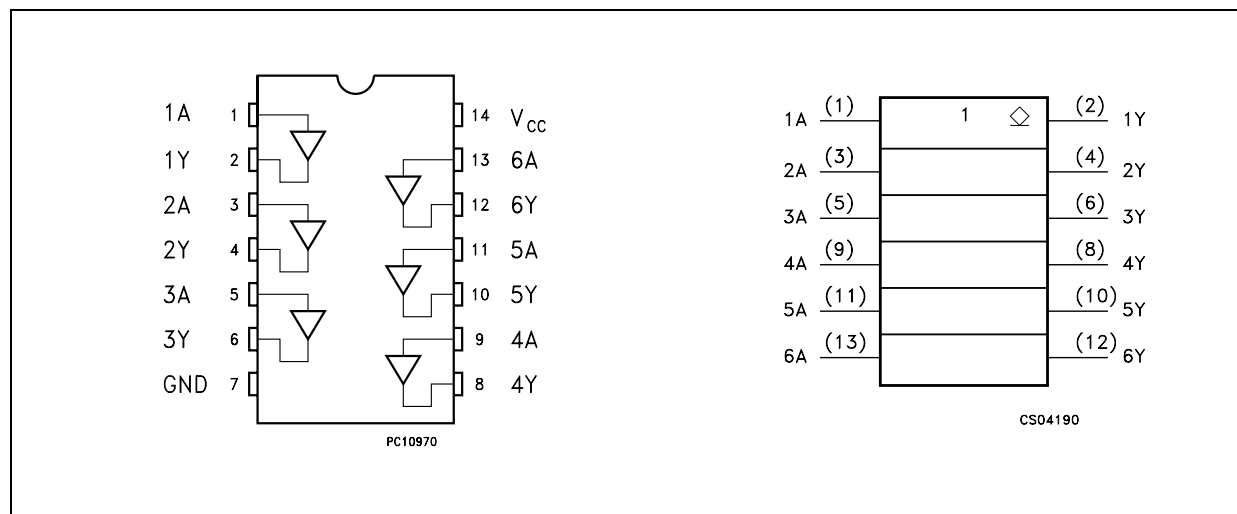 1A 1 14 VCC
1Y 2 13 6A
2A 3 12 6Y
2Y 4 11 5A
3A 5 10 5Y
3Y 6 9 4A
GND 7 8 4Y
PC10970
1A (1) 1 (2) 1Y
2A (3) (4) 2Y
3A (5) (6) 3Y
4A (9) (8) 4Y
5A (11) (10) 5Y
6A (13) (12) 6Y
CS04190